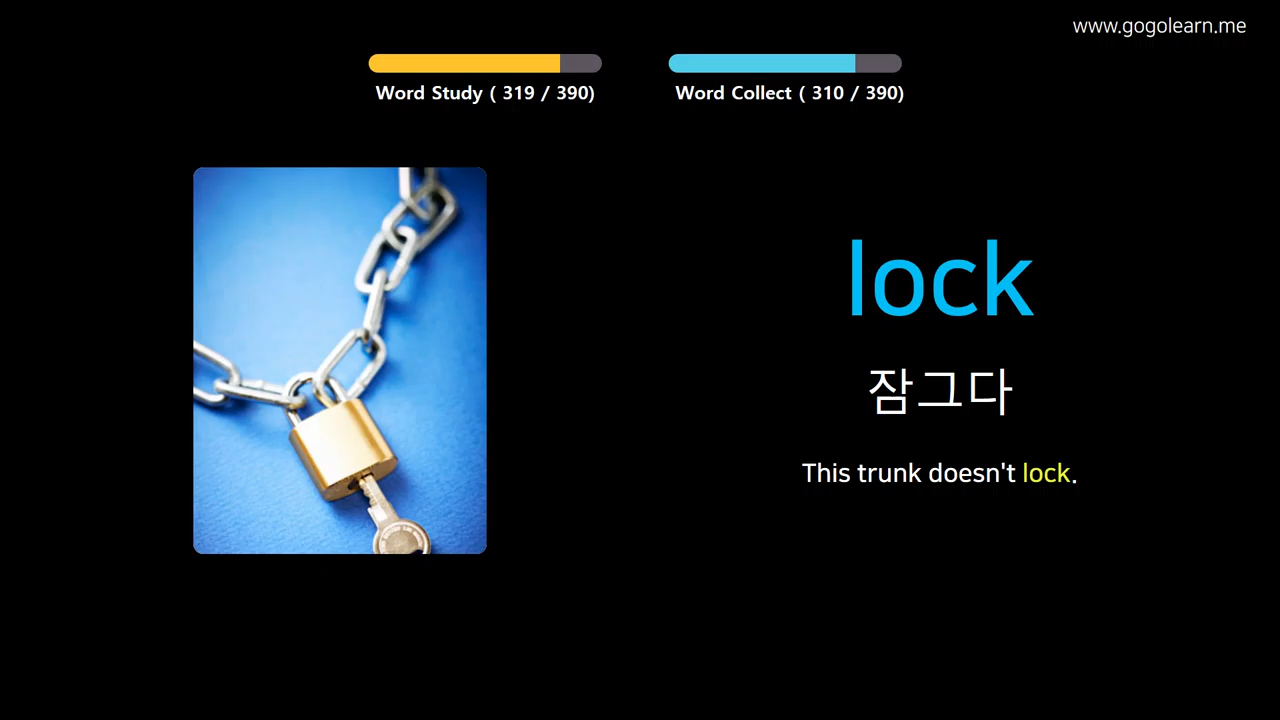 www.gogolearn.me
Word Study ( 319 / 390)
Word Collect ( 310 / 390)
lock
잠그다
This trunk doesn't lock.